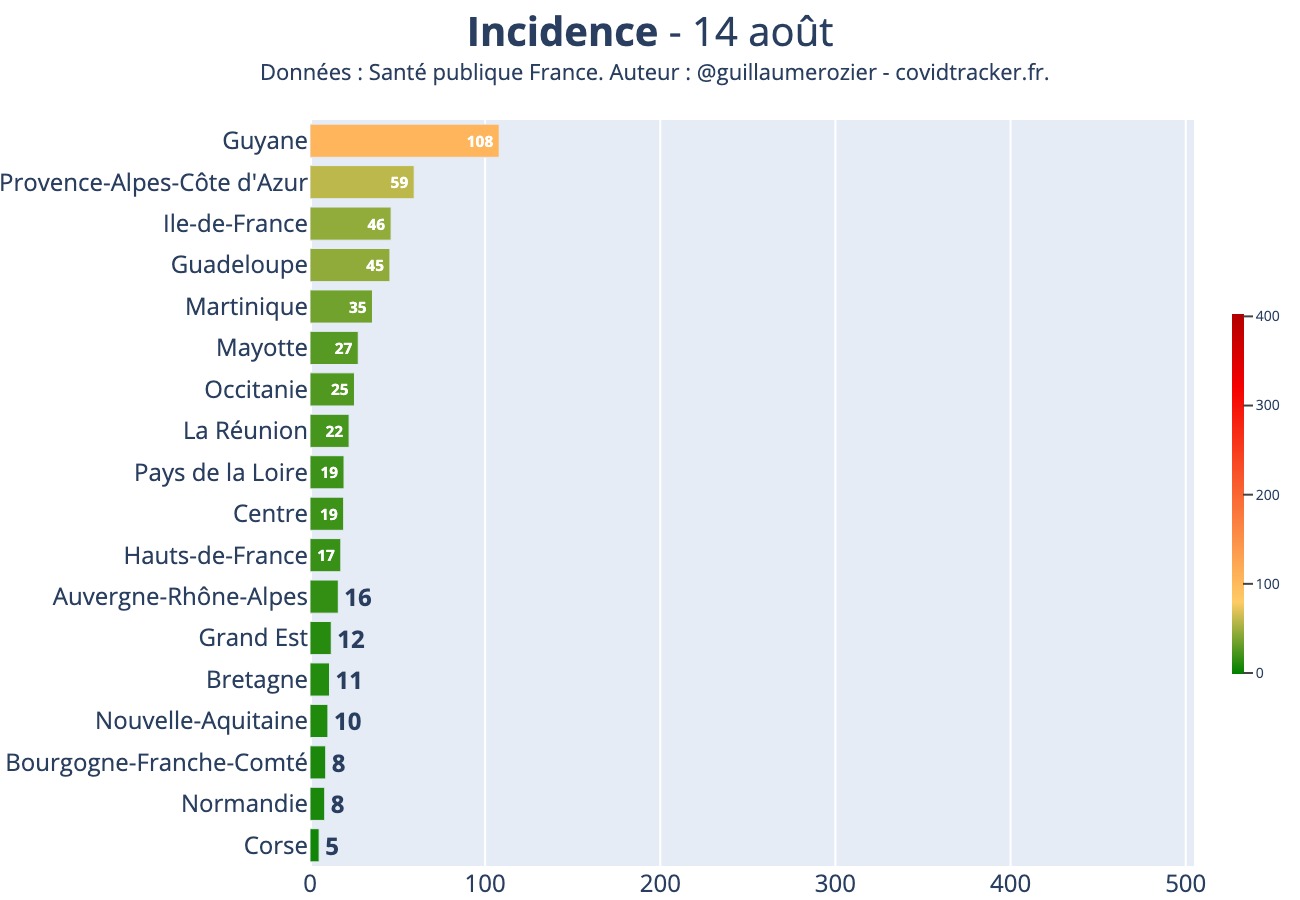 Incidence - 14 août
Données : Santé publique France. Auteur : @guillaumerozier - covidtracker.fr.
Guyane 108
Provence-Alpes-Côte d'Azur 59
Ile-de-France 46
Guadeloupe 45
Martinique 35
Mayotte 27
Occitanie 25
La Réunion 22
Pays de la Loire 19
Centre 19
Hauts-de-France 17
Auvergne-Rhône-Alpes 16
Grand Est 12
Bretagne 11
Nouvelle-Aquitaine 10
Bourgogne-Franche-Comté 8
Normandie 8
Corse 5
0 100 200 300 400 500
400
300
200
100
0